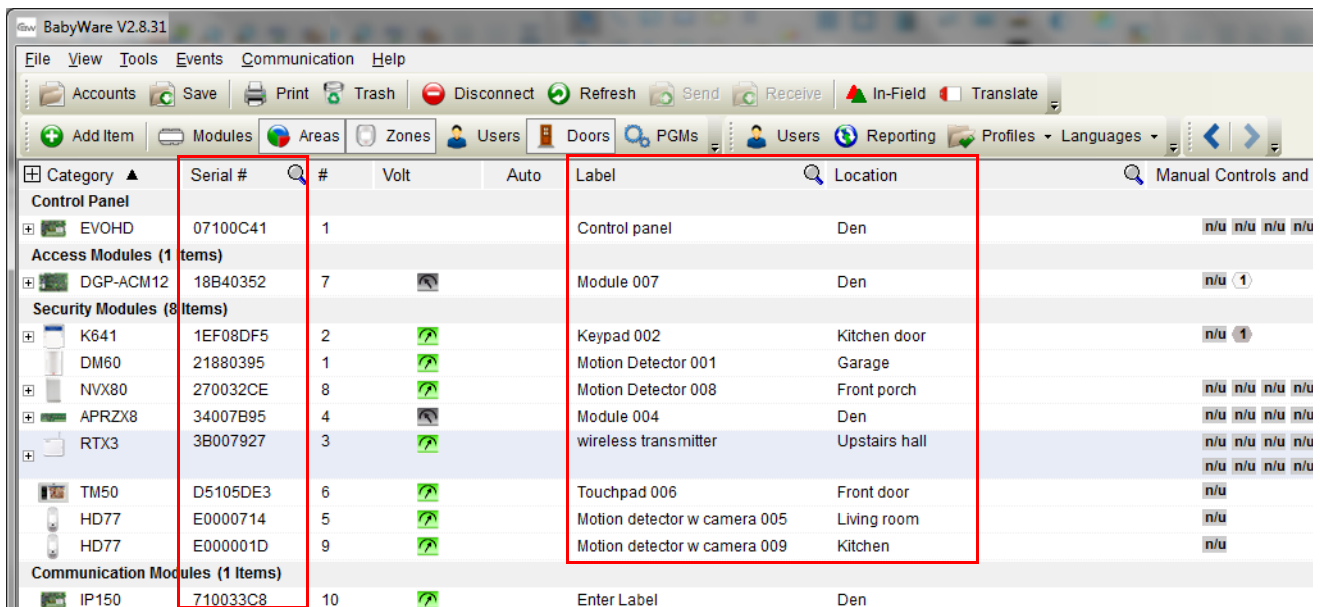 BabyWare V2.8.31
File View Tools Events Communication Help
Accounts Save Print Trash Disconnect Refresh Send Receive In-Field Translate
Add Item Modules Areas Zones Users Doors PGMs Users Reporting Profiles Languages
Category Serial # # Volt Auto Label Location Manual Controls and
Control Panel
EVOHD 07100C41 1 Control panel Den n/u n/u n/u n/u
Access Modules (1 Items)
DGP-ACM12 18B40352 7 Module 007 Den n/u 1
Security Modules (8 Items)
K641 1EF08DF5 2 Keypad 002 Kitchen door n/u 1
DM60 21880395 1 Motion Detector 001 Garage
NVX80 270032CE 8 Motion Detector 008 Front porch n/u n/u n/u n/u
APRZX8 34007B95 4 Module 004 Den n/u n/u n/u n/u
RTX3 3B007927 3 wireless transmitter Upstairs hall n/u n/u n/u n/u
n/u n/u n/u n/u
TM50 D5105DE3 6 Touchpad 006 Front door n/u
HD77 E0000714 5 Motion detector w camera 005 Living room n/u
HD77 E000001D 9 Motion detector w camera 009 Kitchen n/u
Communication Modules (1 Items)
IP150 710033C8 10 Enter Label Den